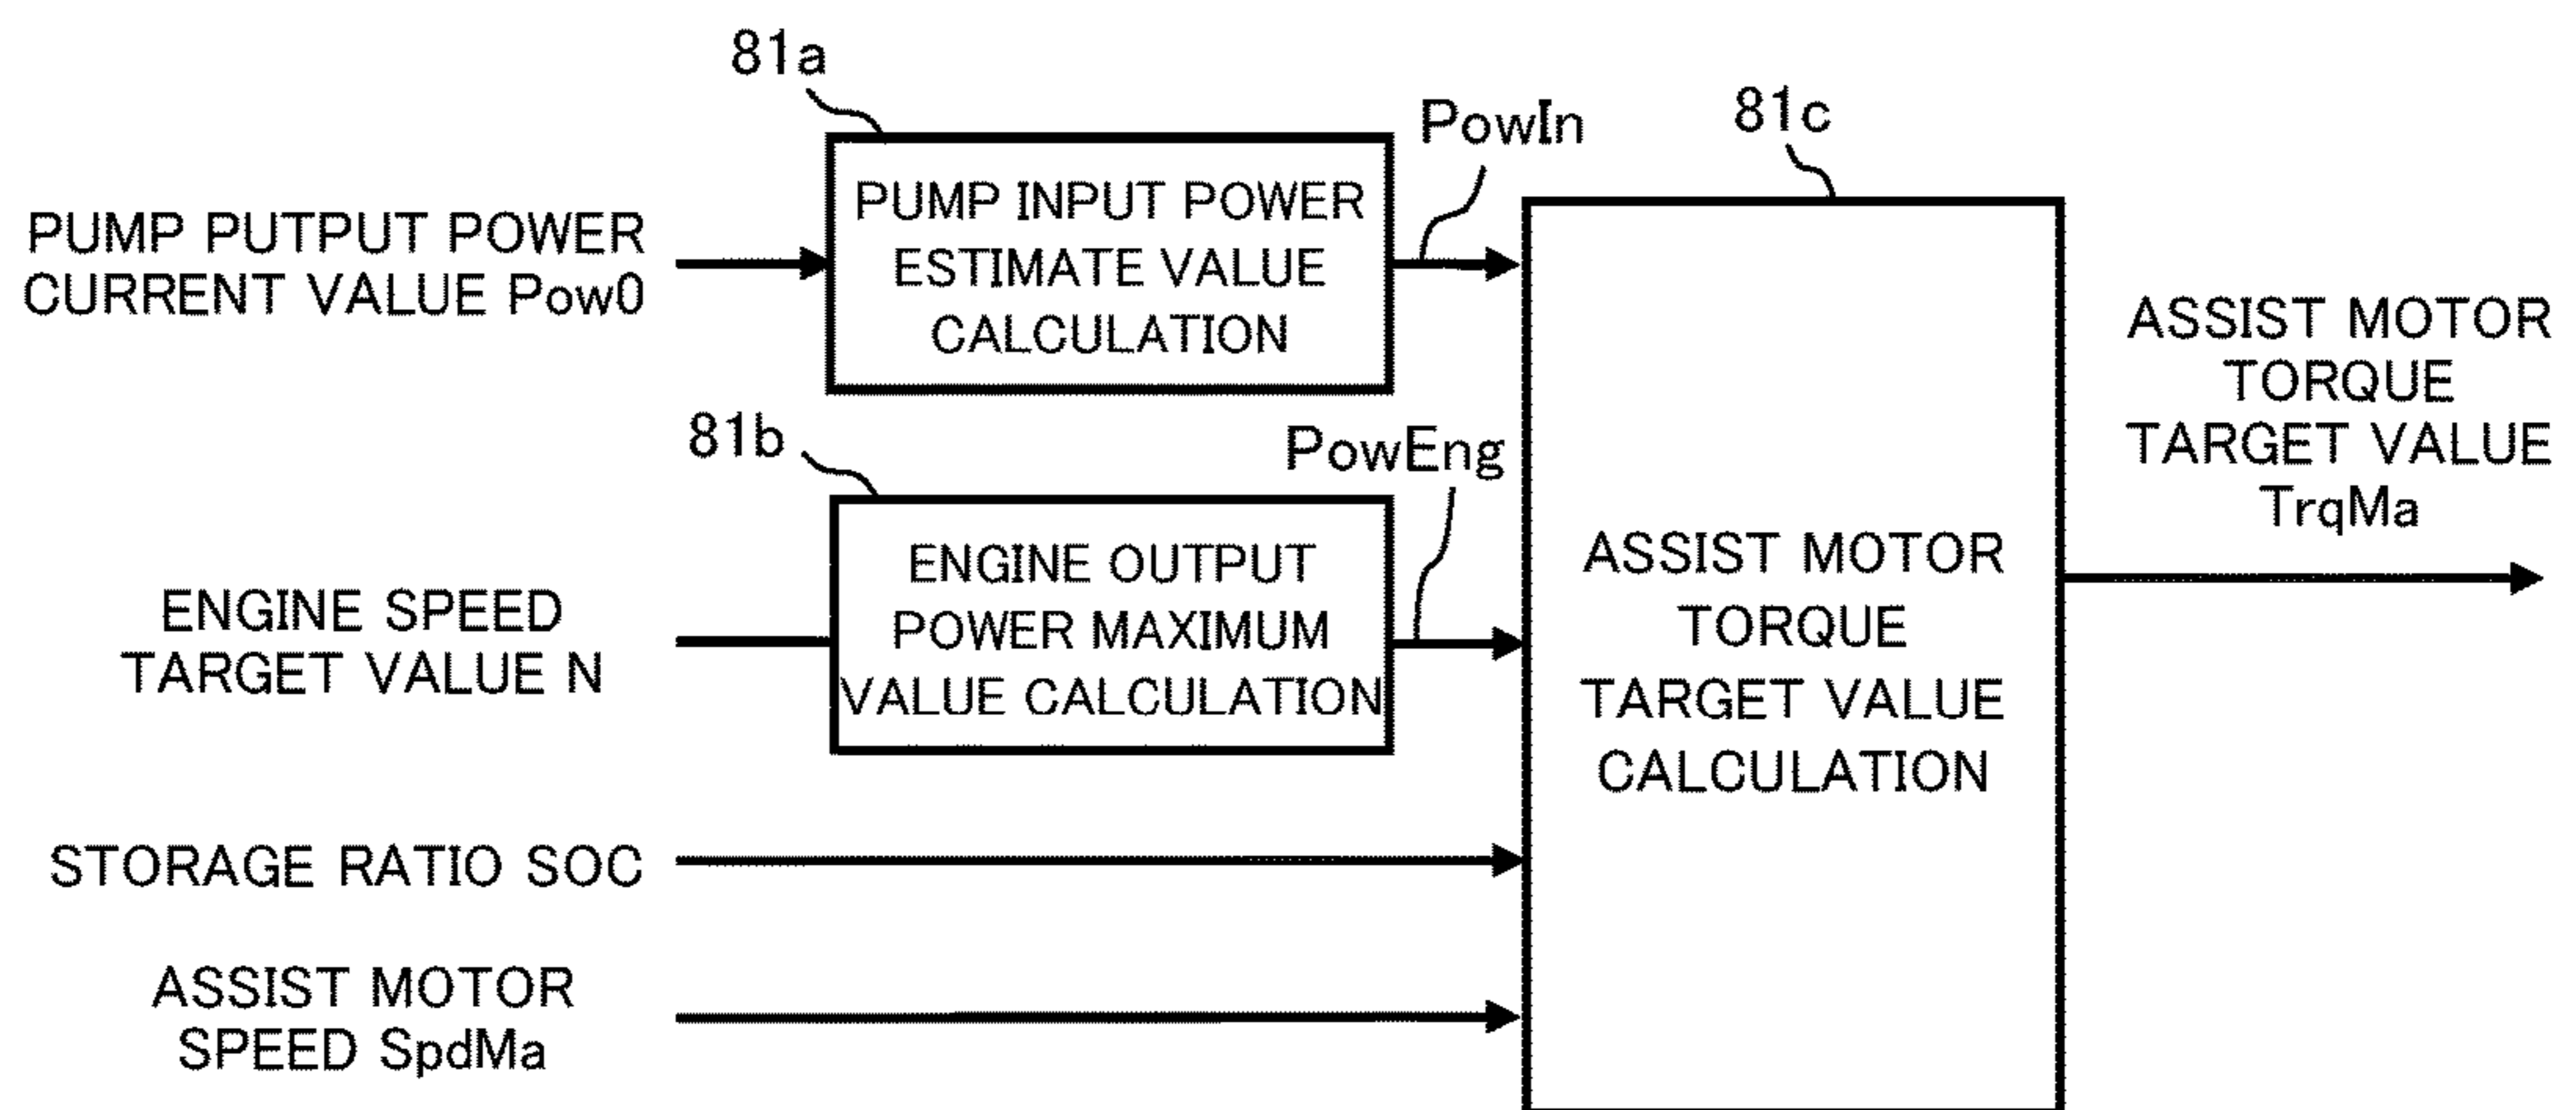 81a
PUMP INPUT POWER
ESTIMATE VALUE
CALCULATION
PowIn
81c
PUMP PUTPUT POWER
CURRENT VALUE Pow0
81b
ENGINE OUTPUT
POWER MAXIMUM
VALUE CALCULATION
PowEng
ENGINE SPEED
TARGET VALUE N
STORAGE RATIO SOC
ASSIST MOTOR
SPEED SpdMa
ASSIST MOTOR
TORQUE
TARGET VALUE
CALCULATION
ASSIST MOTOR
TORQUE
TARGET VALUE
TrqMa